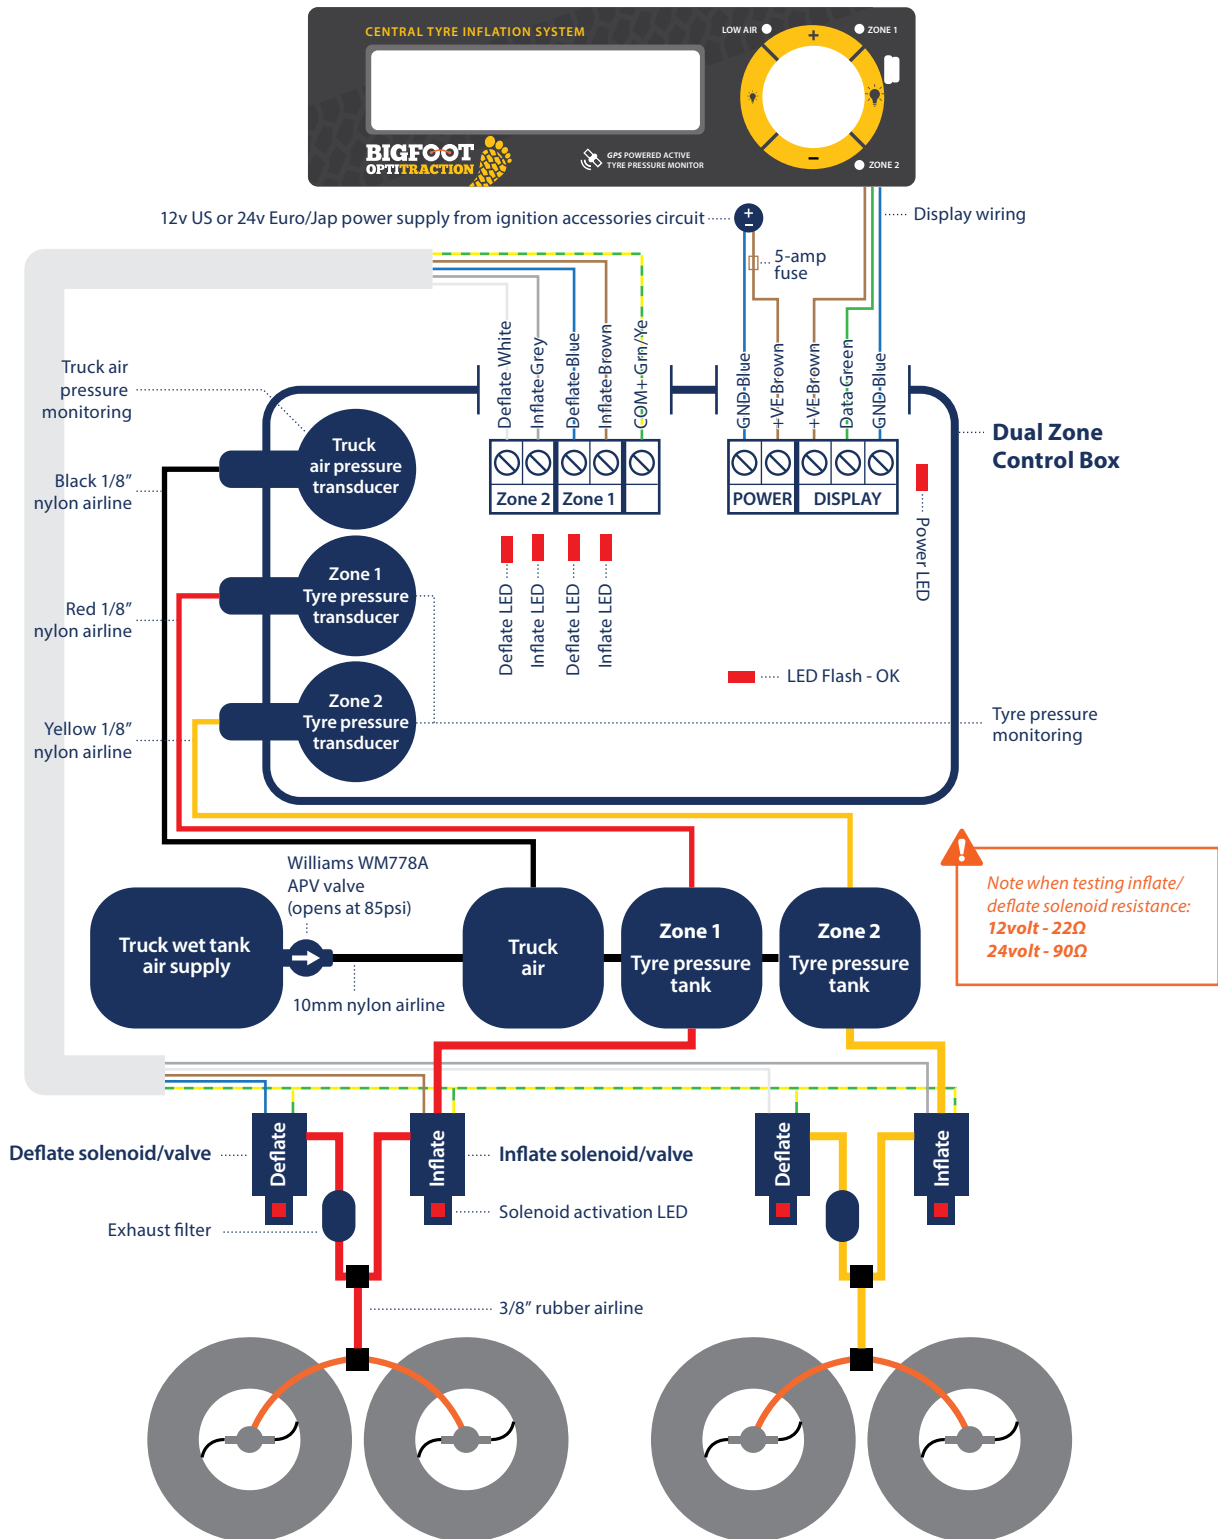 CENTRAL TYRE INFLATION SYSTEM
LOW AIR
ZONE 1
+
–
ZONE 2
BIGFOOT
OPTITRACTION
GPS POWERED ACTIVE
TYRE PRESSURE MONITOR
12v US or 24v Euro/Jap power supply from ignition accessories circuit
+
–
Display wiring
5-amp
fuse
Deflate White
Inflate Grey
Deflate Blue
Inflate Brown
COM+ Grn/Ye
GND Blue
+VE Brown
+VE Brown
Data Green
GND Blue
Truck air
pressure
monitoring
Truck
air pressure
transducer
Dual Zone
Control Box
Black 1/8”
nylon airline
Zone 2
Zone 1
POWER
DISPLAY
Power LED
Deflate LED
Inflate LED
Deflate LED
Inflate LED
Zone 1
Tyre pressure
transducer
Red 1/8”
nylon airline
LED Flash - OK
Zone 2
Tyre pressure
transducer
Yellow 1/8”
nylon airline
Tyre pressure
monitoring
Williams WM778A
APV valve
(opens at 85psi)
!
Note when testing inflate/
deflate solenoid resistance:
12volt - 22Ω
24volt - 90Ω
Truck wet tank
air supply
Truck
air
Zone 1
Tyre pressure
tank
Zone 2
Tyre pressure
tank
10mm nylon airline
Deflate solenoid/valve
Deflate
Inflate
Inflate solenoid/valve
Deflate
Inflate
Solenoid activation LED
Exhaust filter
3/8” rubber airline